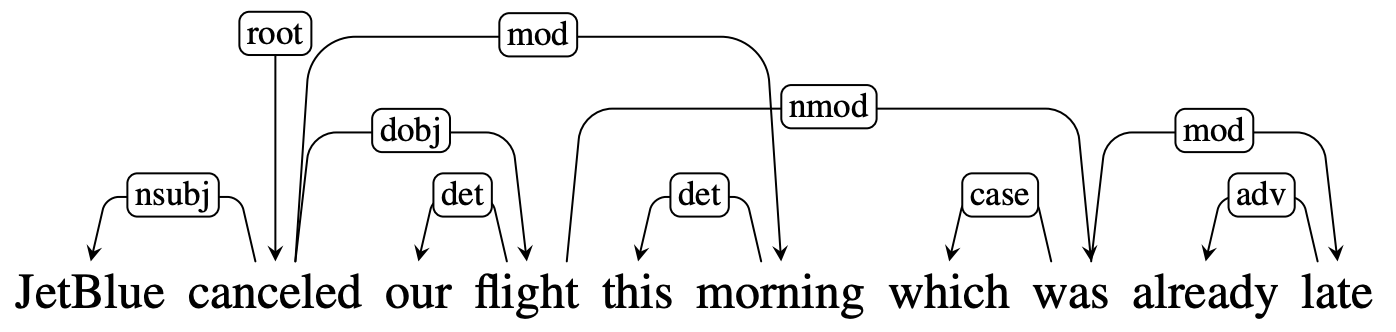 root mod
nmod
dobj mod
nsubj det det case adv
JetBlue canceled our flight this morning which was already late